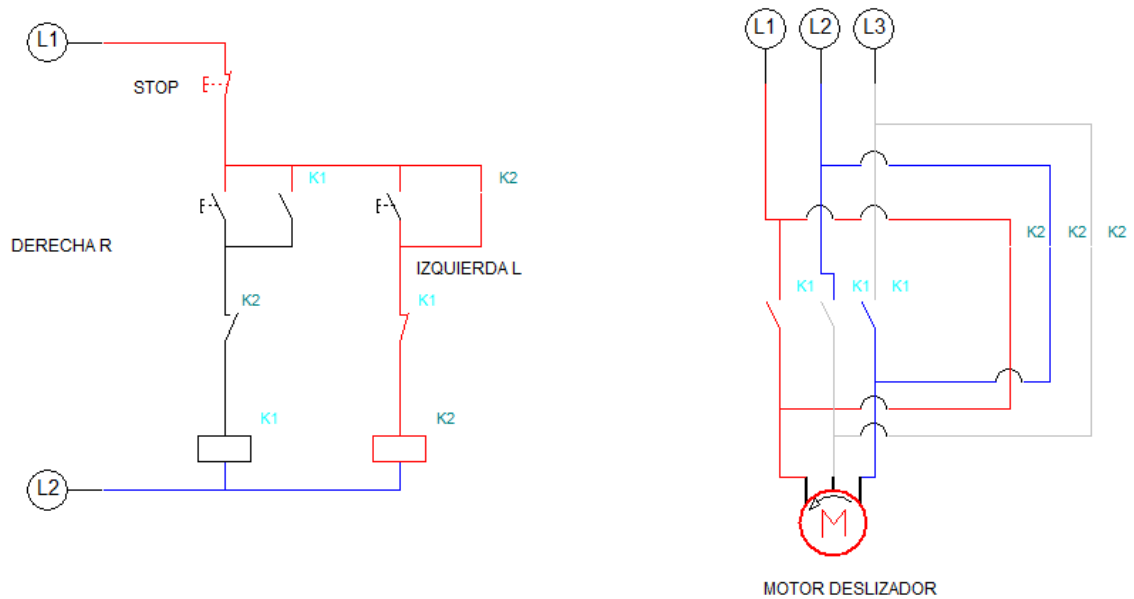 L1
STOP
K1
K2
DERECHA R
IZQUIERDA L
K2
K1
K1
K2
L2
L1
L2
L3
K2
K2
K2
K1
K1
K1
M
MOTOR DESLIZADOR